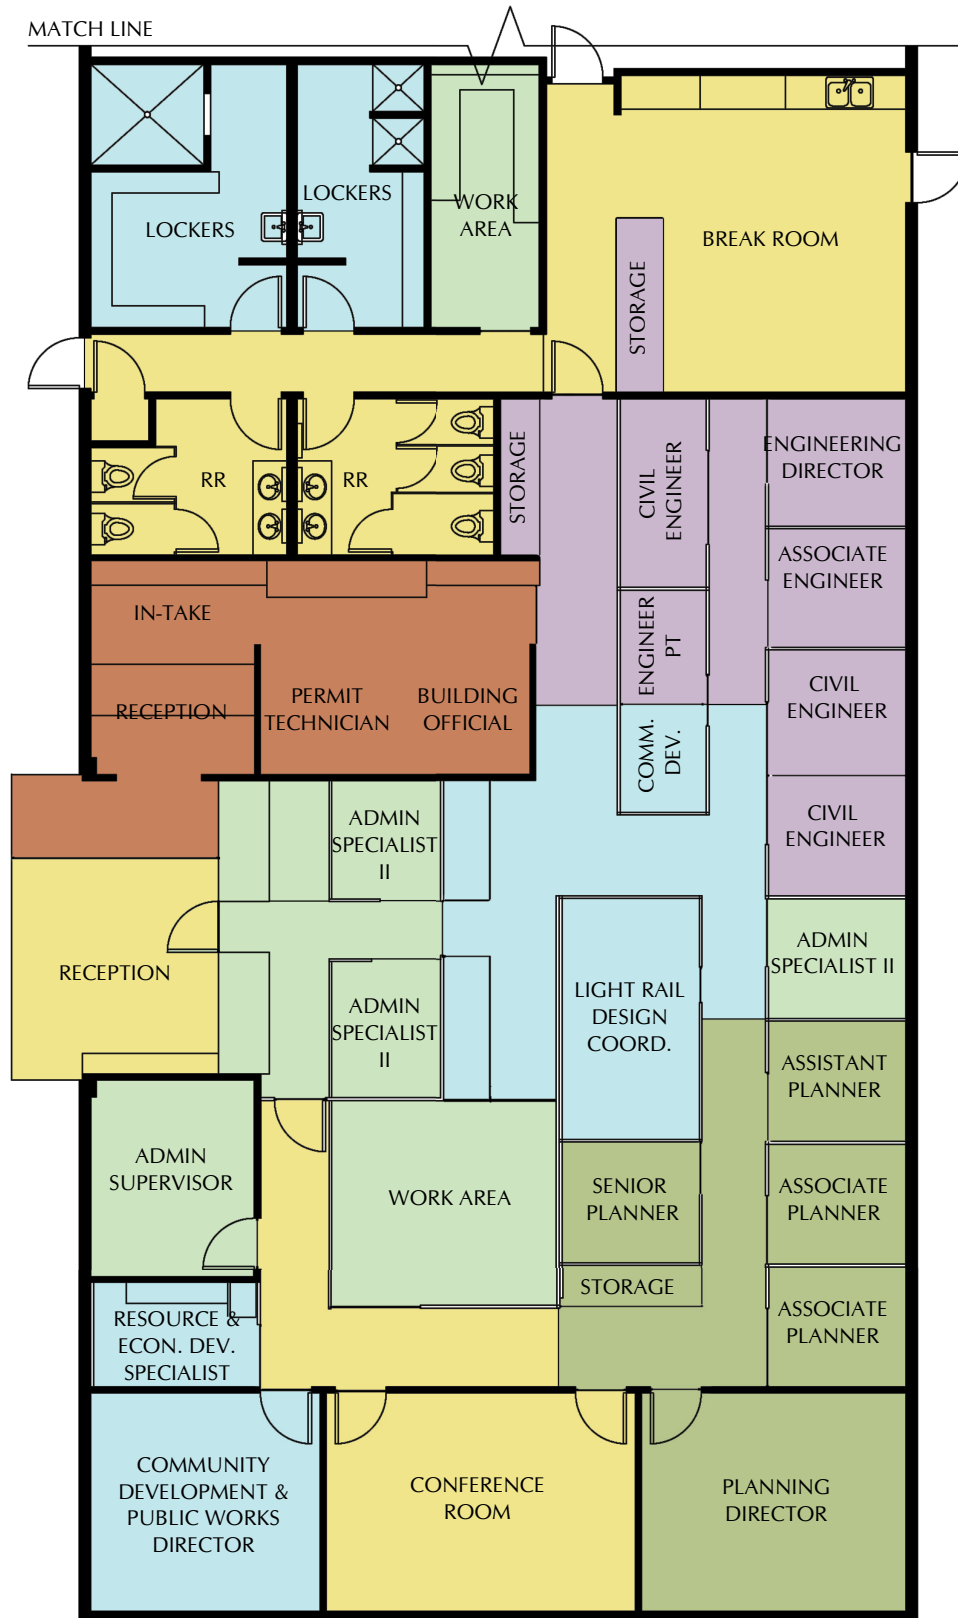 MATCH LINE
LOCKERS
LOCKERS
WORK
AREA
BREAK ROOM
STORAGE
RR
RR
STORAGE
CIVIL
ENGINEER
ENGINEERING
DIRECTOR
ASSOCIATE
ENGINEER
IN-TAKE
RECEPTION
PERMIT
TECHNICIAN
BUILDING
OFFICIAL
ENGINEER
PT
COMM.
DEV.
CIVIL
ENGINEER
CIVIL
ENGINEER
ADMIN
SPECIALIST
II
RECEPTION
ADMIN
SPECIALIST
II
LIGHT RAIL
DESIGN
COORD.
ADMIN
SPECIALIST II
ASSISTANT
PLANNER
ADMIN
SUPERVISOR
WORK AREA
SENIOR
PLANNER
ASSOCIATE
PLANNER
STORAGE
RESOURCE &
ECON. DEV.
SPECIALIST
ASSOCIATE
PLANNER
COMMUNITY
DEVELOPMENT &
PUBLIC WORKS
DIRECTOR
CONFERENCE
ROOM
PLANNING
DIRECTOR